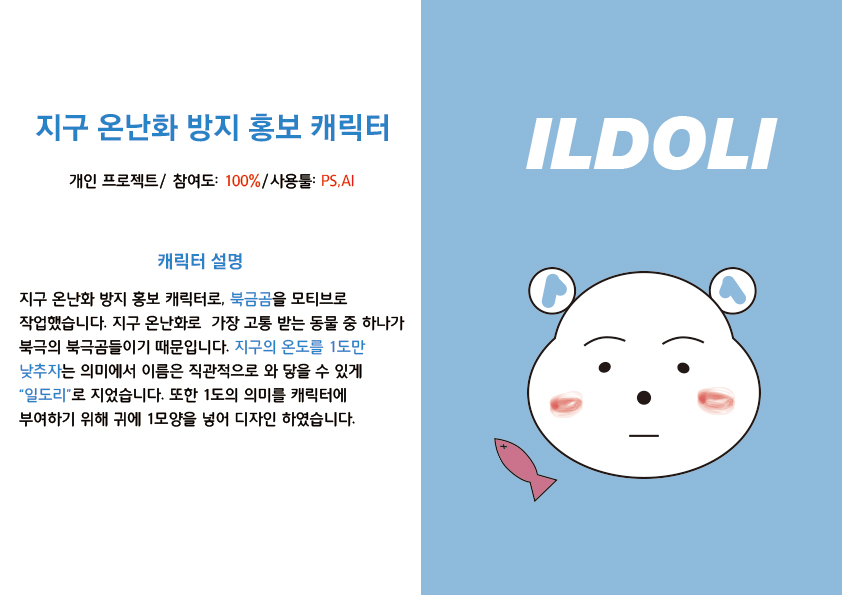 지구 온난화 방지 홍보 캐릭터
개인 프로젝트/ 참여도: 100%/사용툴: PS,AI
캐릭터 설명
지구 온난화 방지 홍보 캐릭터로, 북금곰을 모티브로
작업했습니다. 지구 온난화로 가장 고통 받는 동물 중 하나가
북극의 북극곰들이기 때문입니다. 지구의 온도를 1도만
낮추자는 의미에서 이름은 직관적으로 와 닿을 수 있게
“일도리”로 지었습니다. 또한 1도의 의미를 캐릭터에
부여하기 위해 귀에 1모양을 넣어 디자인 하였습니다.
ILDOLI